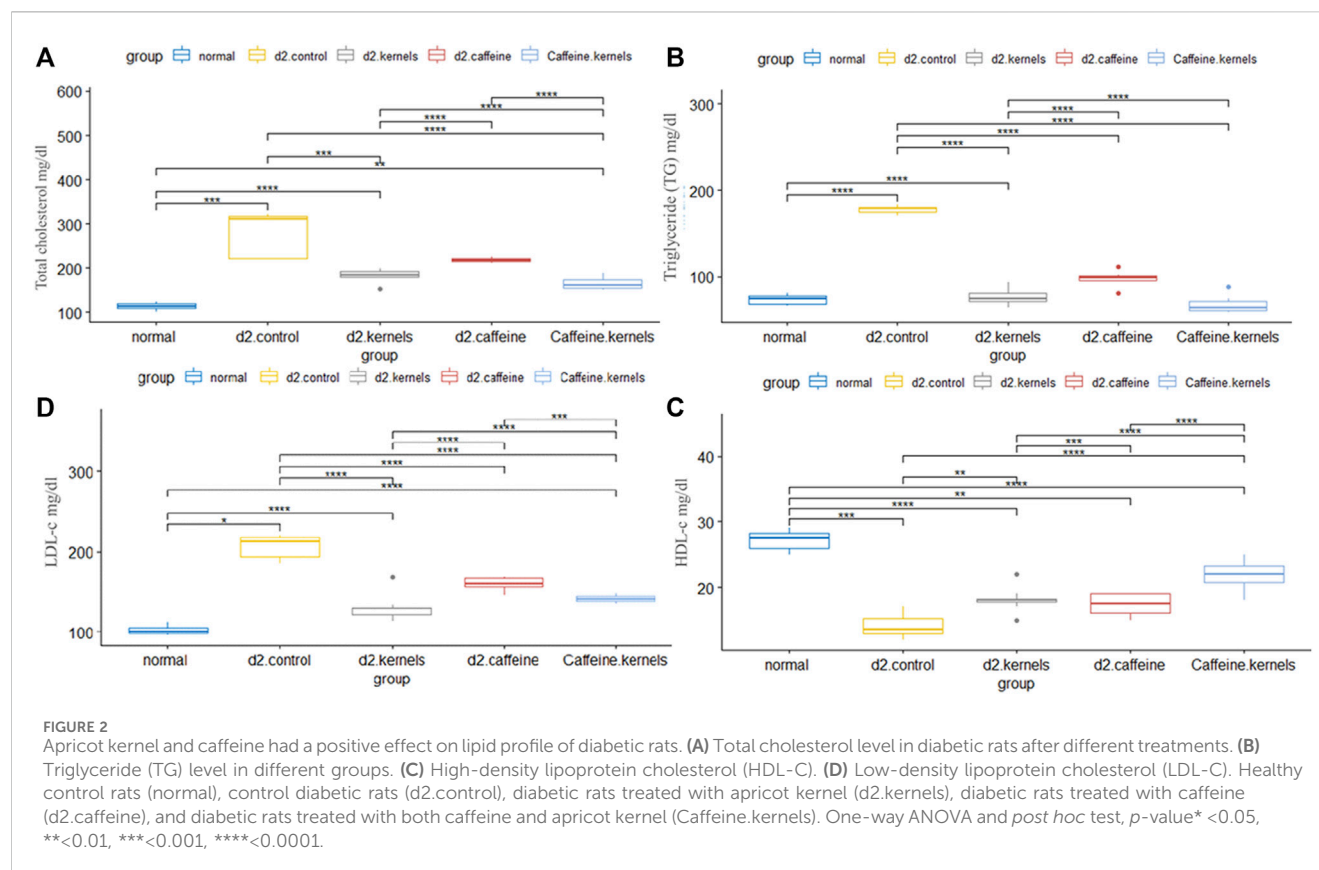 A
group normal d2.control d2.kernels d2.caffeine Caffeine.kernels
Total cholesterol mg/dl
600
500
400
300
200
100
****
****
****
****
***
**
****
***
normal d2.control d2.kernels d2.caffeine Caffeine.kernels
group
B
group normal d2.control d2.kernels d2.caffeine Caffeine.kernels
Triglyceride (TG) mg/dl
300
200
100
****
****
****
****
****
****
****
normal d2.control d2.kernels d2.caffeine Caffeine.kernels
group
D
group normal d2.control d2.kernels d2.caffeine Caffeine.kernels
LDL-c mg/dl
300
200
100
***
****
****
****
****
****
****
****
*
normal d2.control d2.kernels d2.caffeine Caffeine.kernels
group
C
group normal d2.control d2.kernels d2.caffeine Caffeine.kernels
HDL-c mg/dl
40
30
20
****
****
***
****
**
****
**
****
***
normal d2.control d2.kernels d2.caffeine Caffeine.kernels
group
FIGURE 2
Apricot kernel and caffeine had a positive effect on lipid profile of diabetic rats. (A) Total cholesterol level in diabetic rats after different treatments. (B)
Triglyceride (TG) level in different groups. (C) High-density lipoprotein cholesterol (HDL-C). (D) Low-density lipoprotein cholesterol (LDL-C). Healthy
control rats (normal), control diabetic rats (d2.control), diabetic rats treated with apricot kernel (d2.kernels), diabetic rats treated with caffeine
(d2.caffeine), and diabetic rats treated with both caffeine and apricot kernel (Caffeine.kernels). One-way ANOVA and post hoc test, p-value* <0.05,
**<0.01, ***<0.001, ****<0.0001.